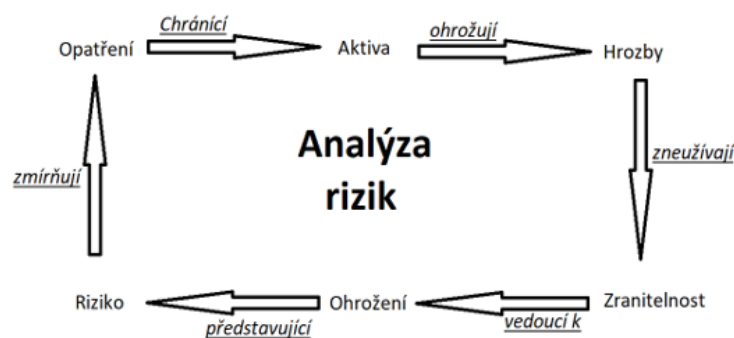 Chránící
Opatření
Aktiva
ohrožují
Hrozby
Analýza
rizik
zmírňují
zneužívají
Riziko
představující
Ohrožení
vedoucí k
Zranitelnost